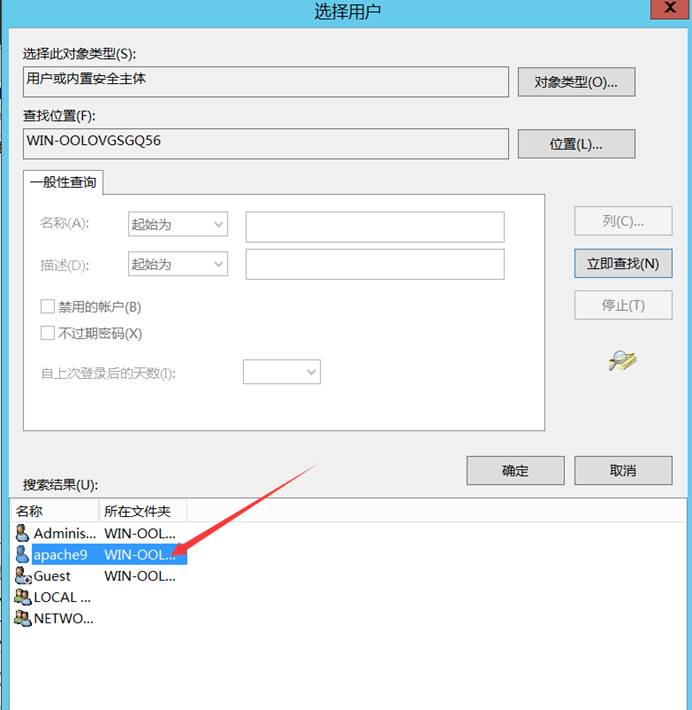 选择用户
X
选择此对象类型(S):
用户或内置安全主体
对象类型(O)...
查找位置(F):
WIN-OOLOVGSGQ56
位置(L)...
一般性查询
名称(A):
起始为
列(C)...
描述(D):
起始为
立即查找(N)
禁用的帐户(B)
停止(T)
不过期密码(X)
自上次登录后的天数(I):
确定
取消
搜索结果(U):
名称 所在文件夹
Adminis... WIN-OOL...
apache9 WIN-OOL...
Guest WIN-OOL...
LOCAL ...
NETWO...